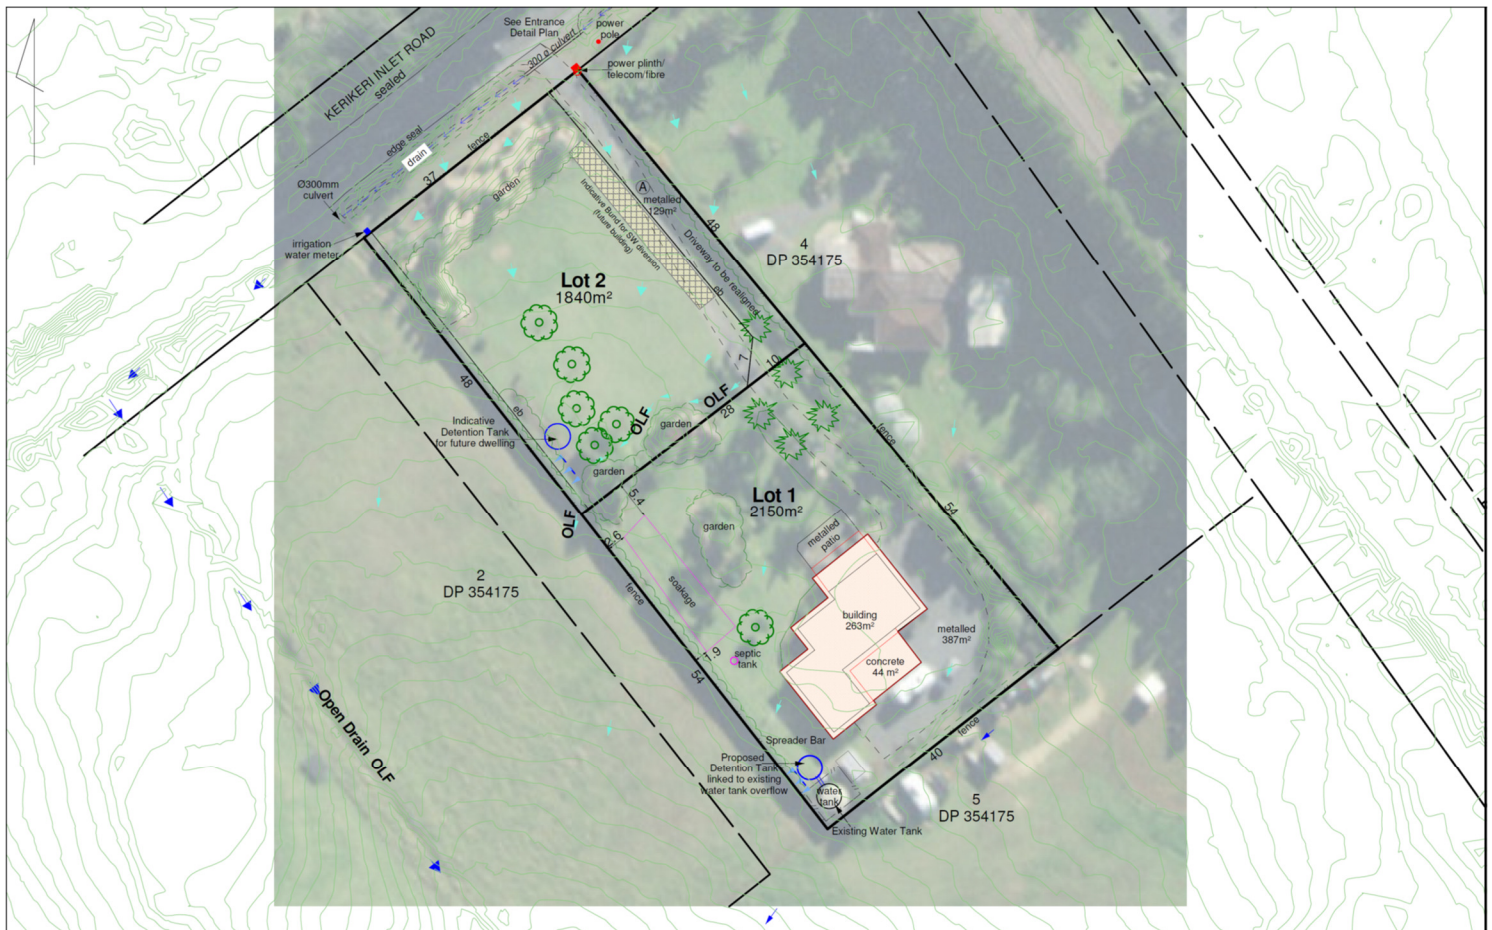 See Entrance
Detail Plan
power
pole
300 ø culvert
power plinth/
telecom/fibre
KERIKERI INLET ROAD
sealed
edge seal
drain
fence
37
Ø300mm
culvert
irrigation
water meter
garden
A
metalled
129m²
Indicative Bund for SW diversion
(future building)
Driveway to be realigned
eb
48
4
DP 354175
Lot 2
1840m²
48
eb
7
10
OLF
28
OLF
garden
garden
Indicative
Detention Tank
for future dwelling
OLF
5.4
fence
54
Lot 1
2150m²
garden
metalled
patio
soakage
fence
2
DP 354175
building
263m²
metalled
387m²
concrete
44 m²
septic
tank
1.9
54
Open Drain OLF
Spreader Bar
Proposed
Detention Tank
linked to existing
water tank overflow
water
tank
Existing Water Tank
40
fence
5
DP 354175